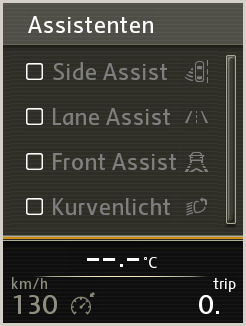 Assistenten
Side Assist
Lane Assist
Front Assist
Kurvenlicht
--.-°C
km/h trip
130 0.